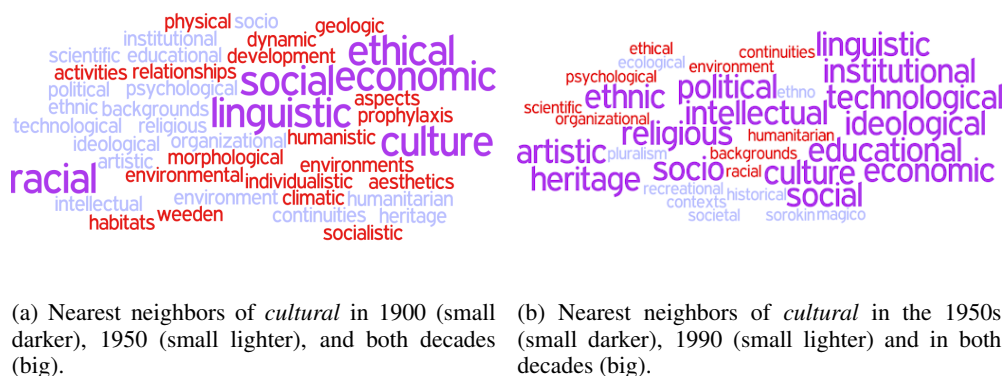 physical socio
geologic
institutional
dynamic
ethical
scientific educational development
activities relationships
social economic
political psychological
aspects
ethnic backgrounds linguistic
prophylaxis
technological religious
humanistic culture
ideological organizational
artistic morphological
environments
racial environmental
individualistic aesthetics
intellectual environment climatic humanitarian
habitats weeden
continuities heritage
socialistic
(a) Nearest neighbors of cultural in 1900 (small
darker), 1950 (small lighter), and both decades
(big).
ethical
continuities linguistic
ecological
environment institutional
psychological
political
ethno
ethnic
technological
scientific
intellectual
organizational
ideological
religious humanitarian
artistic pluralism
backgrounds educational
heritage socio racial culture economic
recreational historical social
contexts
societal
sorokin magico
(b) Nearest neighbors of cultural in the 1950s
(small darker), 1990 (small lighter) and in both
decades (big).